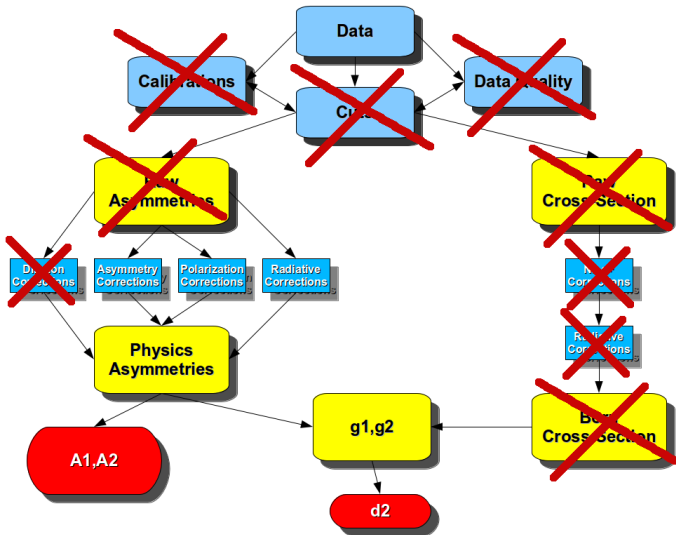 Data
Calibrations
Data Quality
Cuts
Raw
Asymmetries
Raw
Cross Section
Dilution
Corrections
Asymmetry
Corrections
Polarization
Corrections
Radiative
Corrections
Corrections
Radiative
Corrections
Physics
Asymmetries
Born
Cross Section
g1,g2
A1,A2
d2